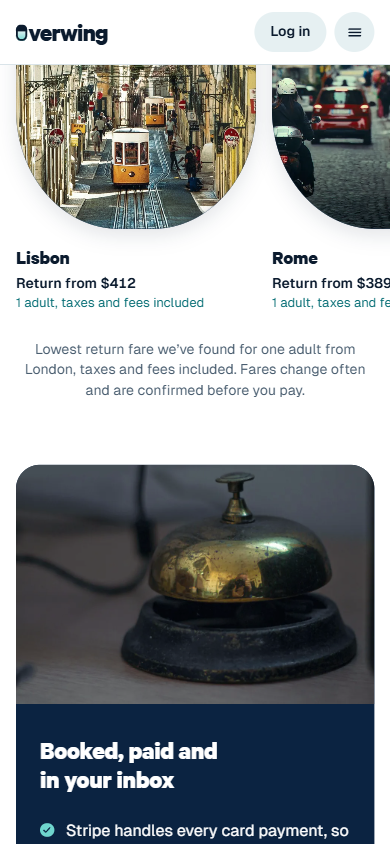 overwing
Log in
Lisbon
Return from $412
1 adult, taxes and fees included
Rome
Return from $389
1 adult, taxes and fe
Lowest return fare we’ve found for one adult from
London, taxes and fees included. Fares change often
and are confirmed before you pay.
Booked, paid and
in your inbox
Stripe handles every card payment, so